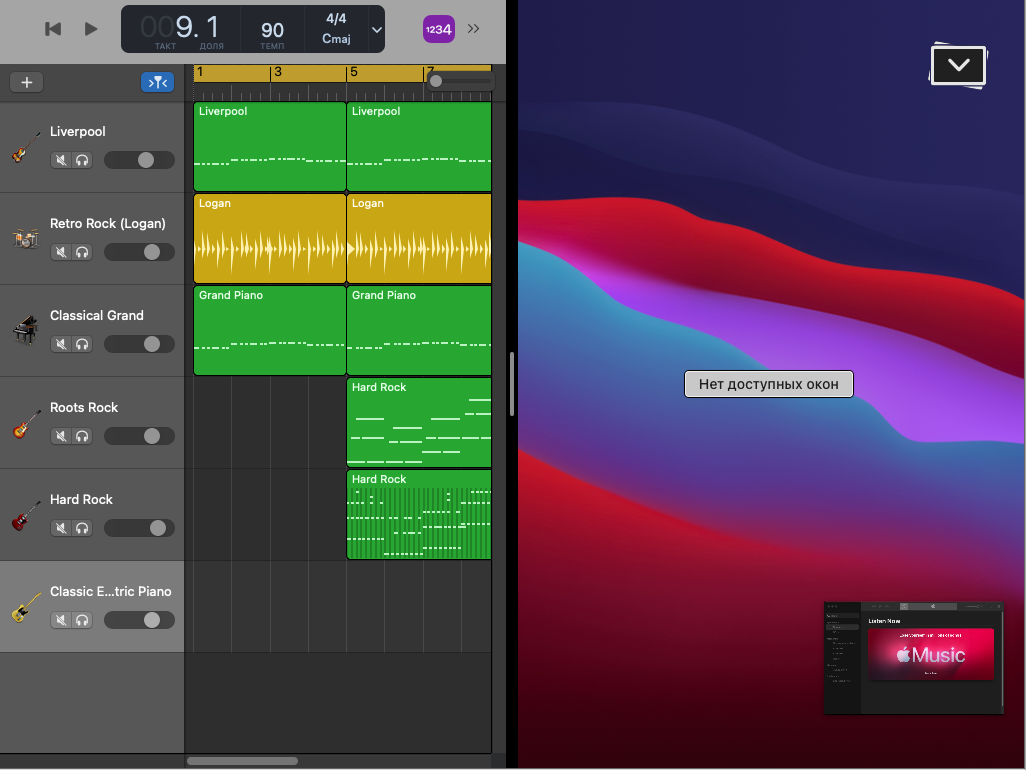 009. 1
ТАКТ
ДОЛЯ
90
ТЕМП
4/4
Cmaj
1234
1
3
5
7
Liverpool
Liverpool
Liverpool
Retro Rock (Logan)
Logan
Logan
Classical Grand
Grand Piano
Grand Piano
Roots Rock
Hard Rock
Hard Rock
Hard Rock
Classic E...tric Piano
Нет доступных окон
Listen Now
Music